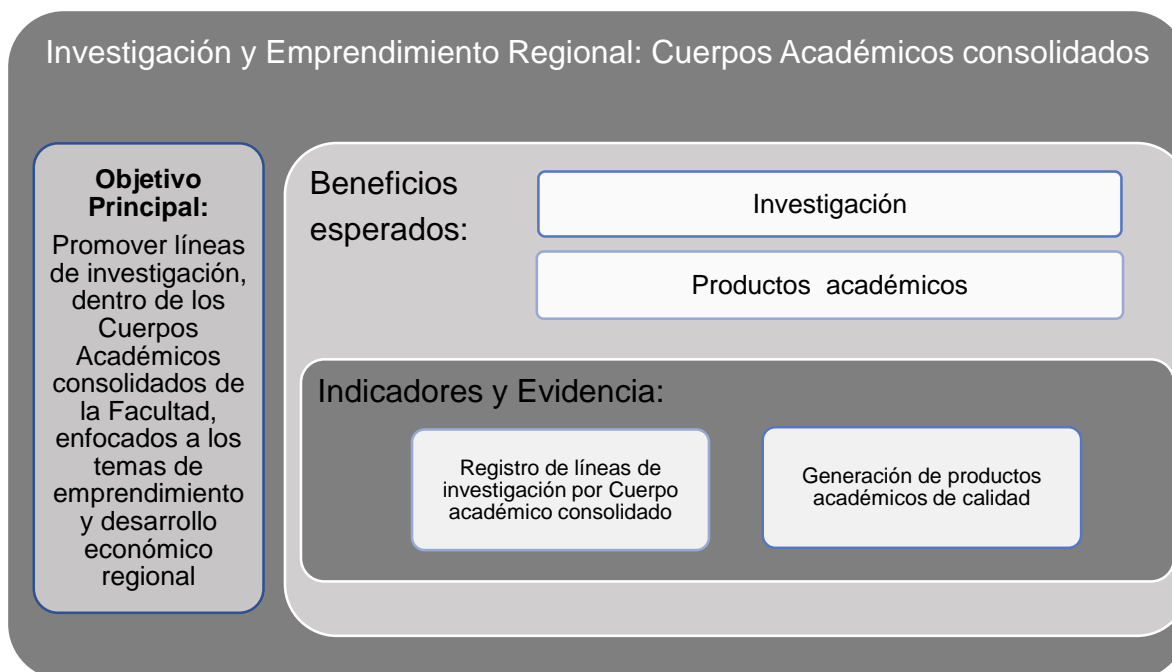 Investigación y Emprendimiento Regional: Cuerpos Académicos consolidados
Objetivo
Principal:
Promover líneas
de investigación,
dentro de los
Cuerpos
Académicos
consolidados de
la Facultad,
enfocados a los
temas de
emprendimiento
y desarrollo
económico
regional
Beneficios
esperados:
Investigación
Productos académicos
Indicadores y Evidencia:
Registro de líneas de
investigación por Cuerpo
académico consolidado
Generación de productos
académicos de calidad